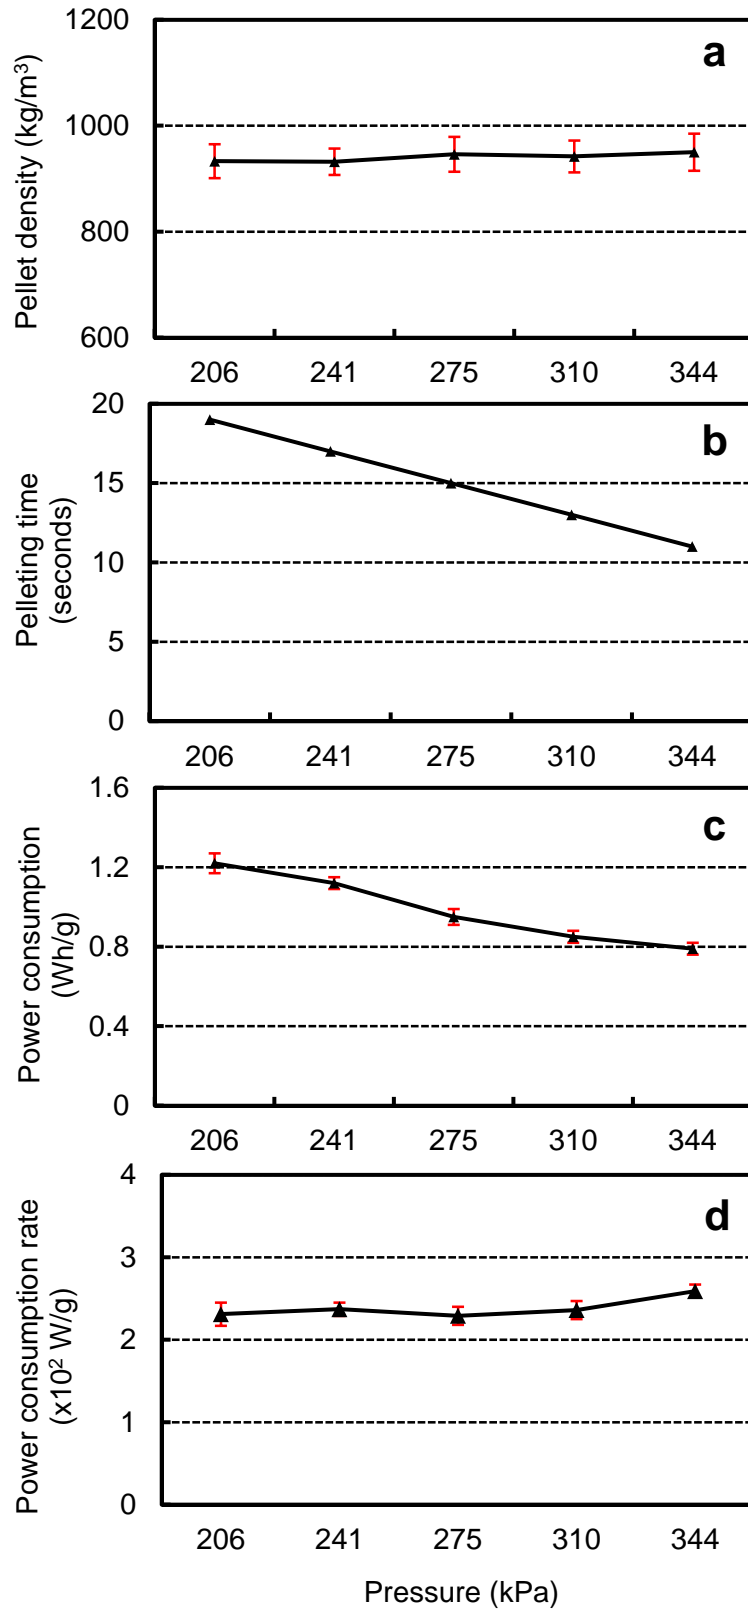 1200
a
1000
800
600
Pellet density (kg/m³)
206 241 275 310 344
20
b
15
10
5
0
Pelleting time
(seconds)
206 241 275 310 344
1.6
c
1.2
0.8
0.4
0
Power consumption
(Wh/g)
206 241 275 310 344
4
d
3
2
1
0
Power consumption rate
(x10² W/g)
206 241 275 310 344
Pressure (kPa)